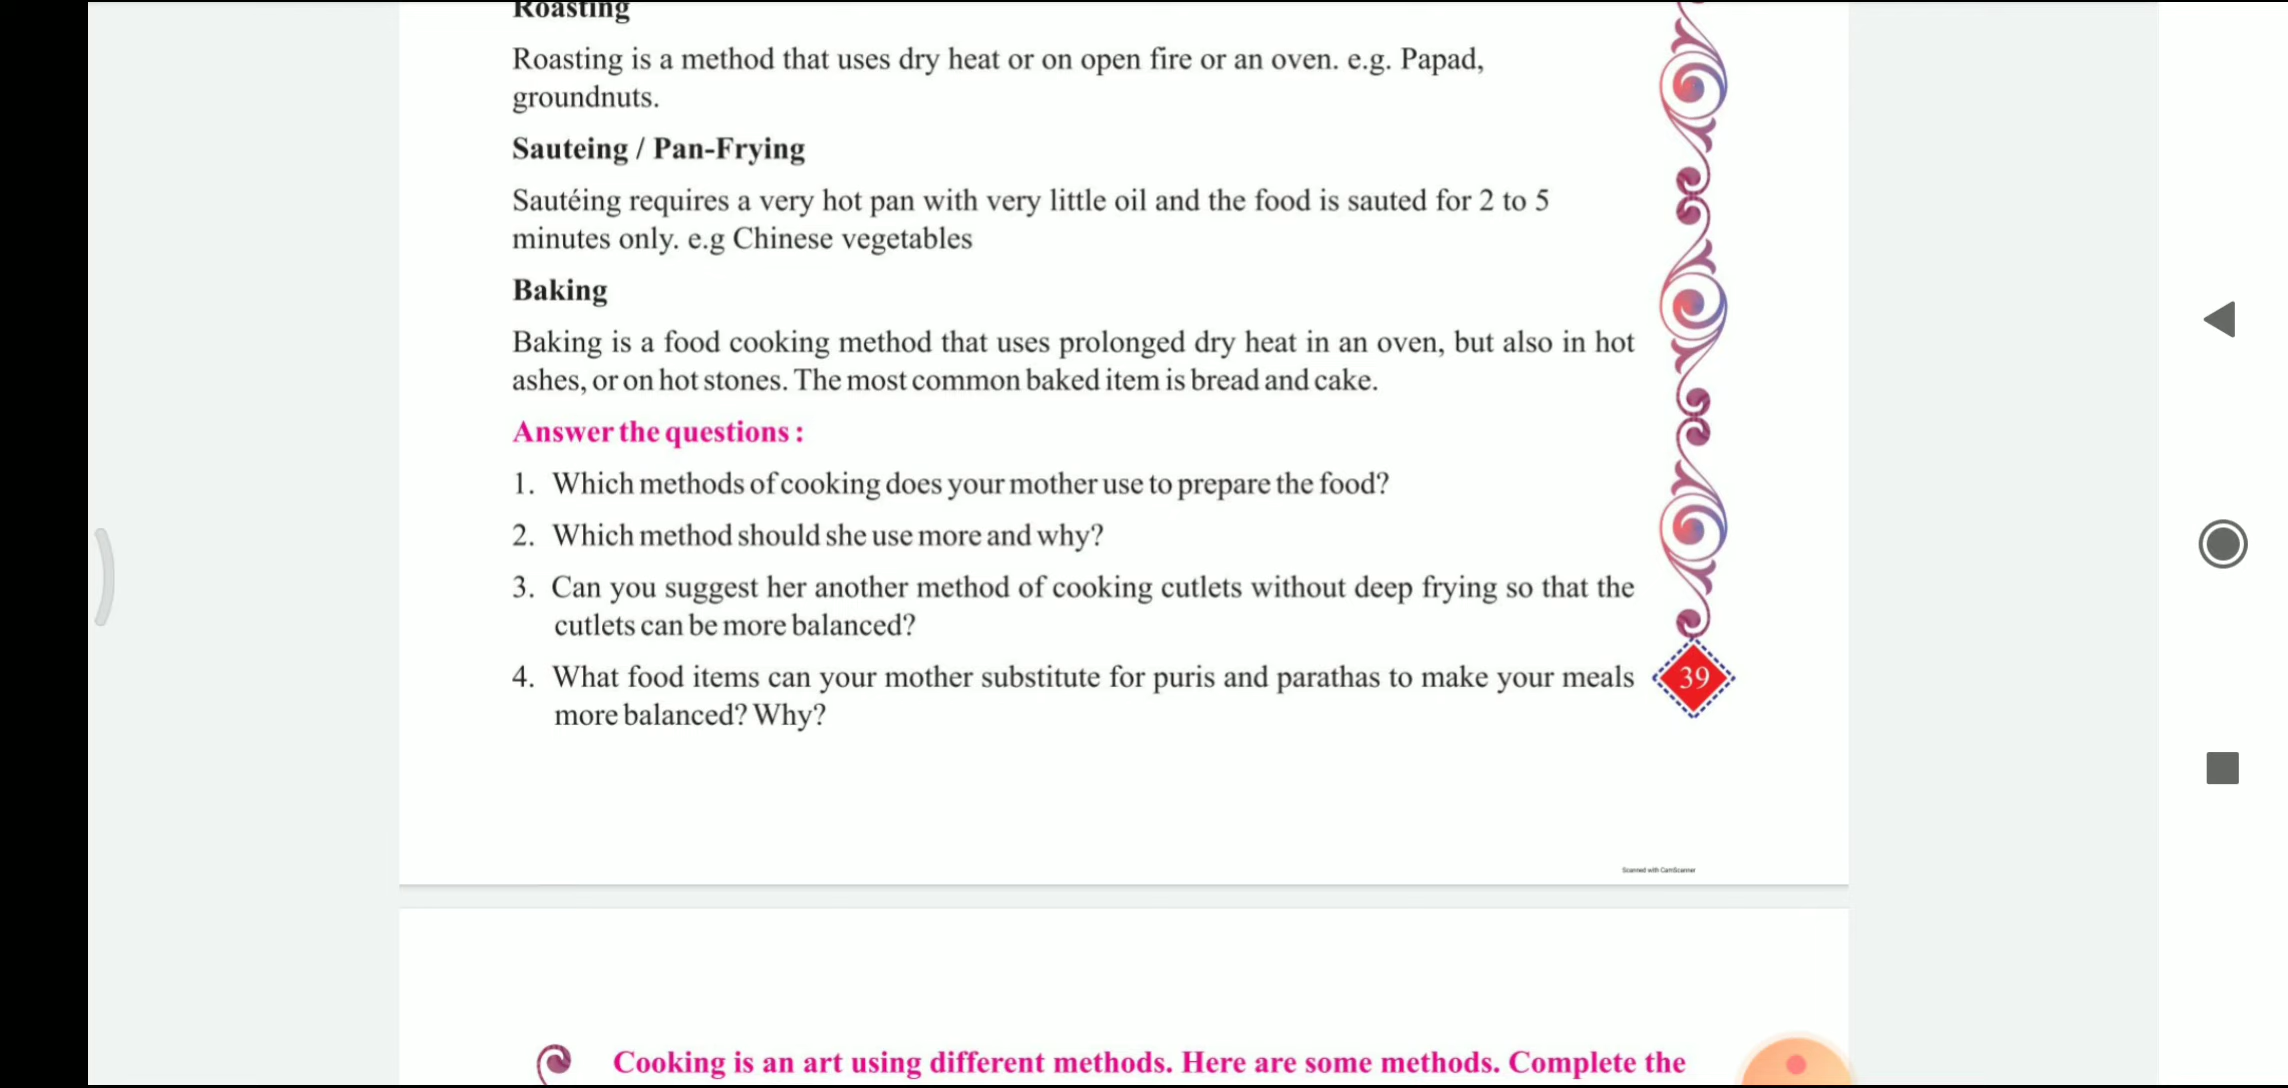 Roasting
Roasting is a method that uses dry heat or on open fire or an oven. e.g. Papad,
groundnuts.
Sauteing / Pan-Frying
Sautéing requires a very hot pan with very little oil and the food is sauted for 2 to 5
minutes only. e.g Chinese vegetables
Baking
Baking is a food cooking method that uses prolonged dry heat in an oven, but also in hot
ashes, or on hot stones. The most common baked item is bread and cake.
Answer the questions :
1. Which methods of cooking does your mother use to prepare the food?
2. Which method should she use more and why?
3. Can you suggest her another method of cooking cutlets without deep frying so that the
cutlets can be more balanced?
4. What food items can your mother substitute for puris and parathas to make your meals
more balanced? Why?
39
Scanned with CamScanner
Cooking is an art using different methods. Here are some methods. Complete the